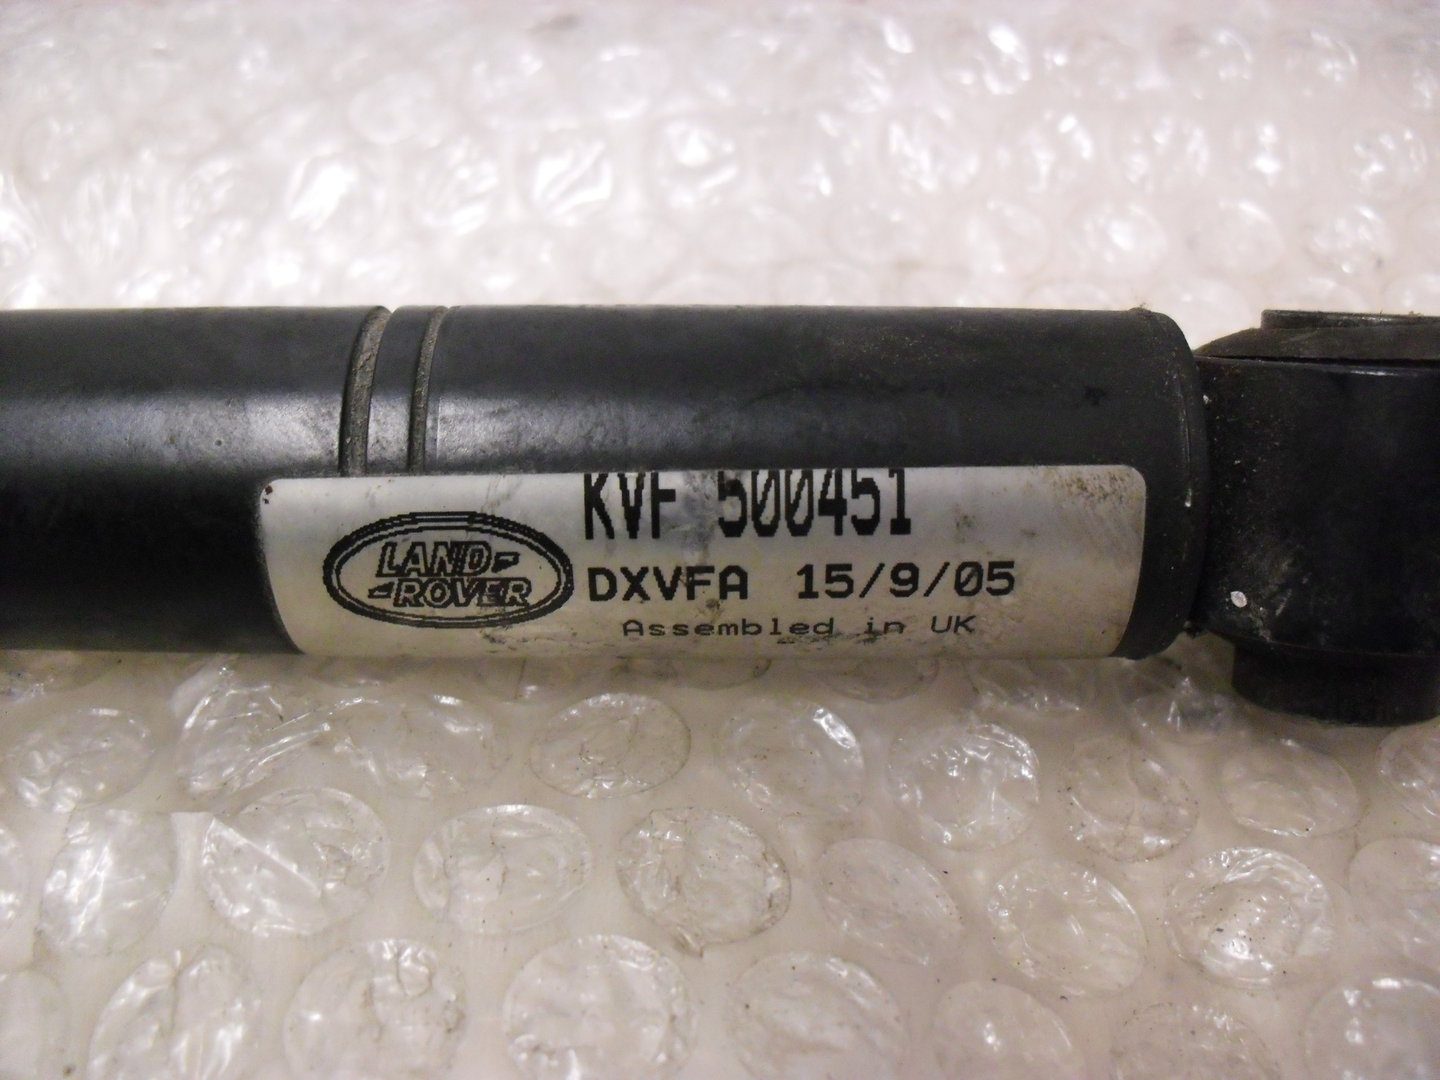 KVF 500451
LAND-
-ROVER
DXVFA 15/9/05
Assembled in UK